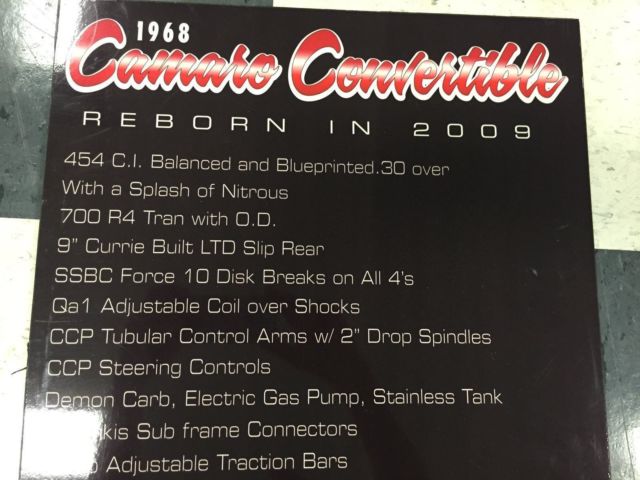 1968
Camaro Convertible
REBORN IN 2009
454 C.I. Balanced and Blueprinted.30 over
With a Splash of Nitrous
700 R4 Tran with O.D.
9" Currie Built LTD Slip Rear
SSBC Force 10 Disk Breaks on All 4's
Qa1 Adjustable Coil over Shocks
CCP Tubular Control Arms w/ 2" Drop Spindles
CCP Steering Controls
Demon Carb, Electric Gas Pump, Stainless Tank
Sub frame Connectors
Adjustable Traction Bars